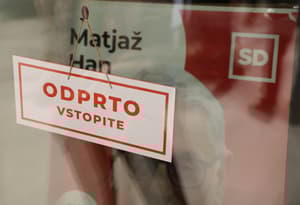 Matjaž
Han
SD
ODPRTO
VSTOPITE